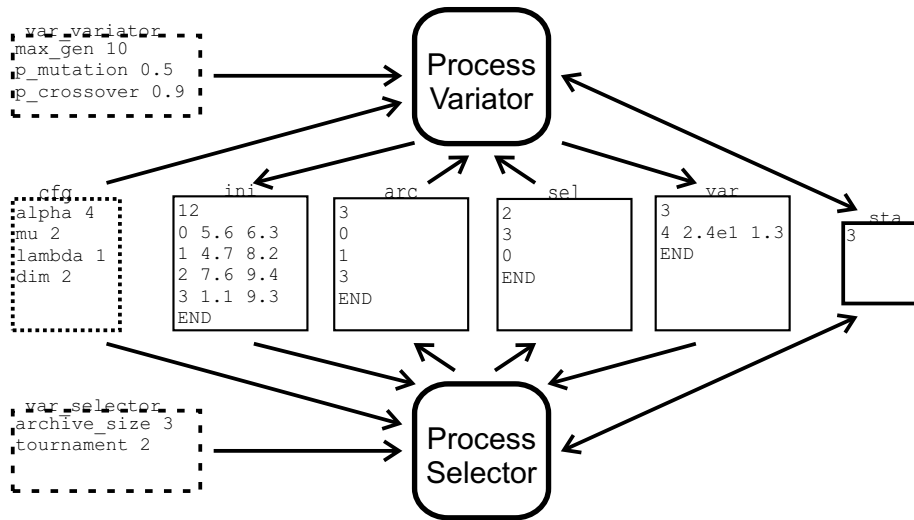 var_variator
max_gen 10
p_mutation 0.5
p_crossover 0.9
Process
Variator
cfg
alpha 4
mu 2
lambda 1
dim 2
ini
12
0 5.6 6.3
1 4.7 8.2
2 7.6 9.4
3 1.1 9.3
END
arc
3
0
1
3
END
sel
2
3
0
END
var
3
4 2.4e1 1.3
END
sta
3
var_selector
archive_size 3
tournament 2
Process
Selector